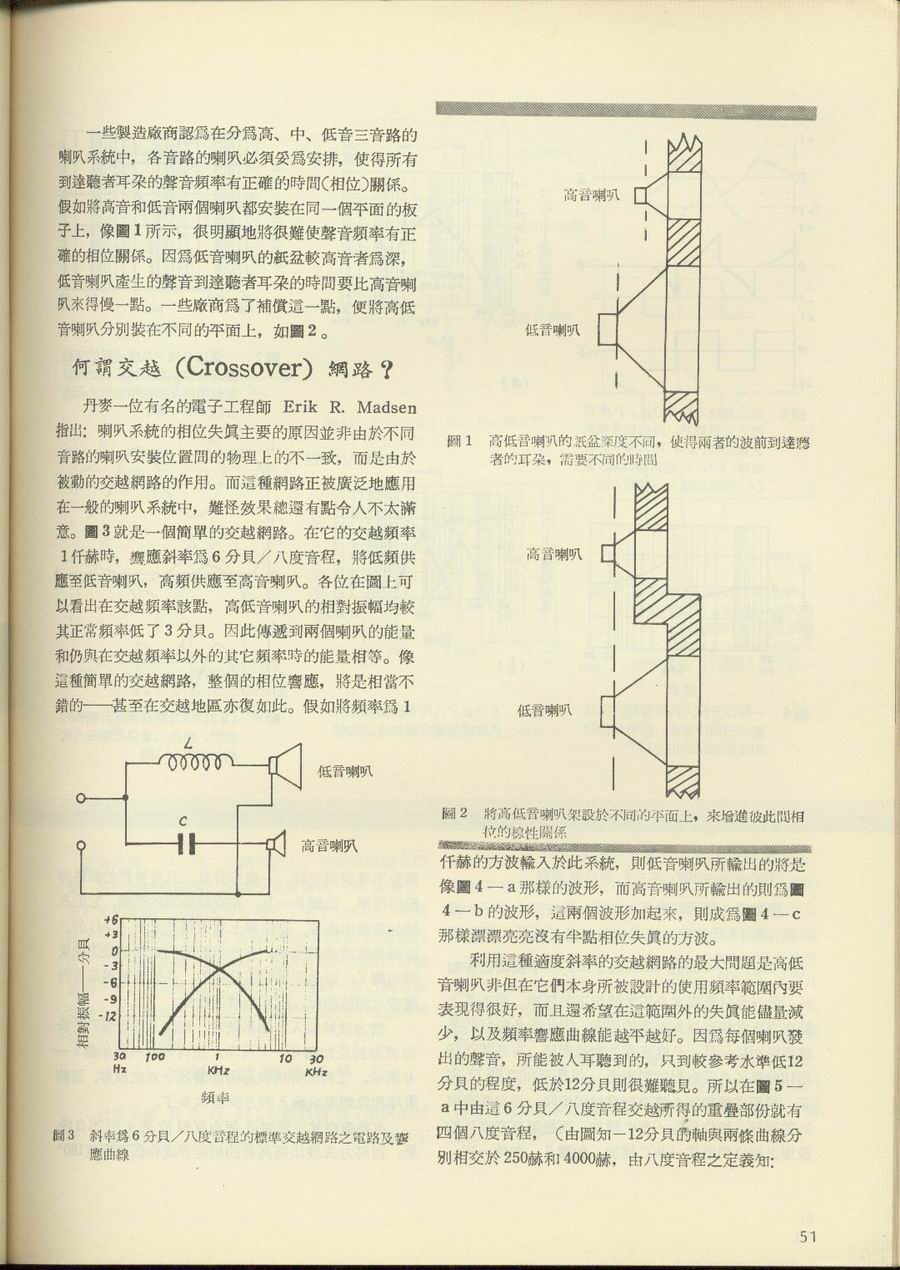 一些製造廠商認爲在分爲高、中、低音三音路的
喇叭系統中，各音路的喇叭必須妥爲安排，使得所有
到達聽者耳朶的聲音頻率有正確的時間(相位)關係。
假如將高音和低音兩個喇叭都安裝在同一個平面的板
子上，像圖1所示，很明顯地將很難使聲音頻率有正
確的相位關係。因爲低音喇叭的紙盆較高音者爲深，
低音喇叭產生的聲音到達聽者耳朶的時間要比高音喇
叭來得慢一點。一些廠商爲了補償這一點，便將高低
音喇叭分別裝在不同的平面上，如圖2。
何謂交越（Crossover）網路？
丹麥一位有名的電子工程師 Erik R. Madsen
指出：喇叭系統的相位失眞主要的原因並非由於不同
音路的喇叭安裝位置間的物理上的不一致，而是由於
被動的交越網路的作用。而這種網路正被廣泛地應用
在一般的喇叭系統中，難怪效果總還有點令人不太滿
意。圖3就是一個簡單的交越網路。在它的交越頻率
1仟赫時，響應斜率爲6分貝／八度音程，將低頻供
應至低音喇叭，高頻供應至高音喇叭。各位在圖上可
以看出在交越頻率該點，高低音喇叭的相對振幅均較
其正常頻率低了3分貝。因此傳遞到兩個喇叭的能量
和仍與在交越頻率以外的其它頻率時的能量相等。像
這種簡單的交越網路，整個的相位響應，將是相當不
錯的──甚至在交越地區亦復如此。假如將頻率爲1
L
低音喇叭
C
高音喇叭
+6
+3
0
-3
-6
-9
-12
相對振幅──分貝
30 100 1 10 30
Hz KHz KHz
頻率
圖3 斜率爲6分貝／八度音程的標準交越網路之電路及響
應曲線
高音喇叭
低音喇叭
圖1 高低音喇叭的紙盆深度不同，使得兩者的波前到達聽
者的耳朶，需要不同的時間
高音喇叭
低音喇叭
圖2 將高低音喇叭架設於不同的平面上，來增進彼此間相
位的線性關係
仟赫的方波輸入於此系統，則低音喇叭所輸出的將是
像圖4－a那樣的波形，而高音喇叭所輸出的則爲圖
4－b的波形，這兩個波形加起來，則成爲圖4－c
那樣漂漂亮亮沒有半點相位失眞的方波。
利用這種適度斜率的交越網路的最大問題是高低
音喇叭非但在它們本身所被設計的使用頻率範圍內要
表現得很好，而且還希望在這範圍外的失眞能儘量減
少，以及頻率響應曲線能越平越好。因爲每個喇叭發
出的聲音，所能被人耳聽到的，只到較參考水準低12
分貝的程度，低於12分貝則很難聽見。所以在圖5－
a中由這6分貝／八度音程交越所得的重疊部份就有
四個八度音程，（由圖知－12分貝的軸與兩條曲線分
別相交於250赫和4000赫，由八度音程之定義知：
51